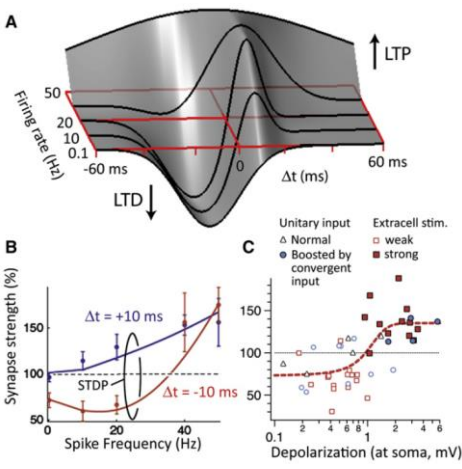 A
LTP
50
20
10
0.1
Firing rate (Hz)
-60 ms
0
60 ms
Δt (ms)
LTD
B
Synapse strength (%)
150
100
50
Δt = +10 ms
STDP
Δt = -10 ms
0
20
40
Spike Frequency (Hz)
C
Unitary input
Normal
Boosted by
convergent
input
Extracell stim.
weak
strong
150
100
50
0.1
2
4
6
8
1
2
4
6
Depolarization (at soma, mV)